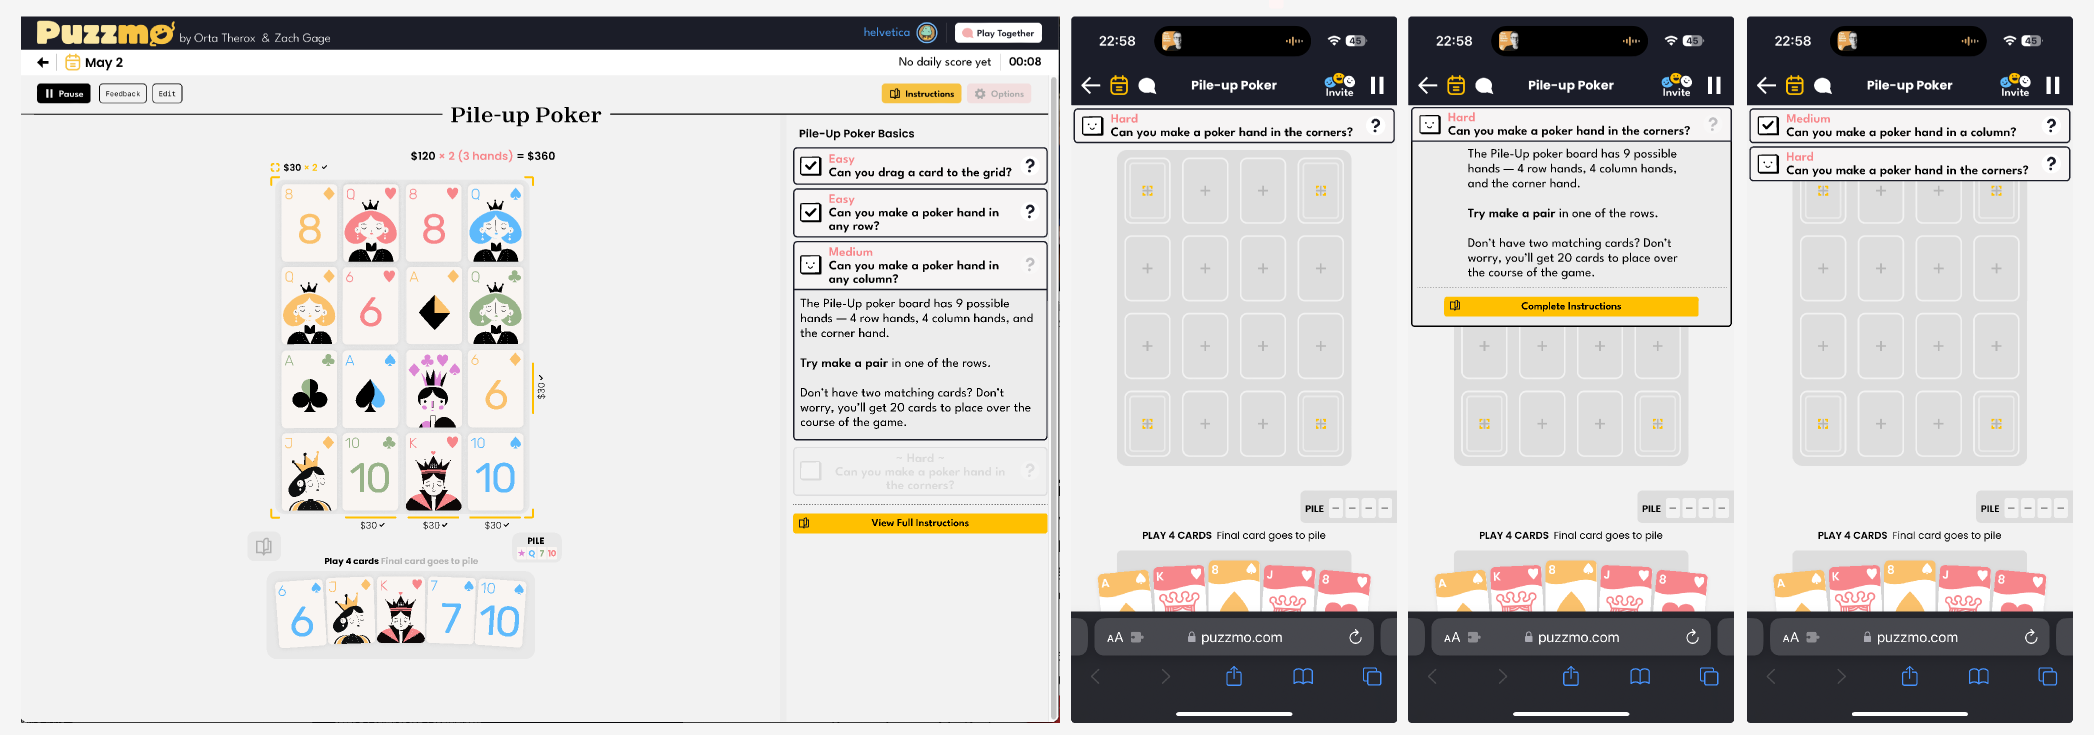 Puzzmo by Orta Therox & Zach Gage
helvetica
Play Together
May 2
No daily score yet
00:08
Pause
Feedback
Edit
Instructions
Options
Pile-up Poker
$120 × 2 (3 hands) = $360
$30 × 2 ✓
8
8
Q
8
8
Q
Q
6
6
A
Q
A
A
6
6
J
10
10
K
10
10
$30 ✓
$30 ✓
$30 ✓
$30 ✓
PILE
★ Q 7 10
Play 4 cards Final card goes to pile
6
6
J
K
7
7
10
10
Pile-Up Poker Basics
Easy
Can you drag a card to the grid?
?
Easy
Can you make a poker hand in
any row?
?
Medium
Can you make a poker hand in
any column?
?
The Pile-Up poker board has 9 possible
hands — 4 row hands, 4 column hands, and
the corner hand.
Try make a pair in one of the rows.
Don't have two matching cards? Don't
worry, you'll get 20 cards to place over the
course of the game.
~ Hard ~
Can you make a poker hand in
the corners?
?
View Full Instructions
22:58
45
Pile-up Poker
Invite
Hard
Can you make a poker hand in the corners?
?
PILE – – – –
PLAY 4 CARDS Final card goes to pile
A
K
8
J
8
AA
puzzmo.com
22:58
45
Pile-up Poker
Invite
Hard
Can you make a poker hand in the corners?
?
The Pile-Up poker board has 9 possible
hands — 4 row hands, 4 column hands,
and the corner hand.
Try make a pair in one of the rows.
Don't have two matching cards? Don't
worry, you'll get 20 cards to place over
the course of the game.
Complete Instructions
PILE – – – –
PLAY 4 CARDS Final card goes to pile
A
K
8
J
8
AA
puzzmo.com
22:58
45
Pile-up Poker
Invite
Medium
Can you make a poker hand in a column?
?
Hard
Can you make a poker hand in the corners?
?
PILE – – – –
PLAY 4 CARDS Final card goes to pile
A
K
8
J
8
AA
puzzmo.com